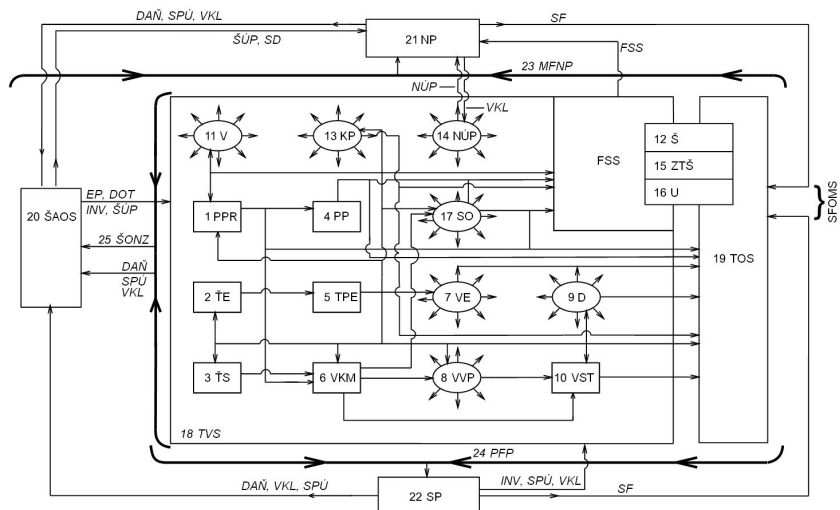 DAŇ, SPÚ, VKL
SF
ŠÚP, SD
21 NP
FSS
23 MFNP
NÚP
VKL
11 V
13 KP
14 NÚP
FSS
12 Š
15 ZTŠ
16 U
20 ŠAOS
EP, DOT
INV, ŠÚP
1 PPR
4 PP
17 SO
SFOMS
25 ŠONZ
19 TOS
DAŇ
SPÚ
VKL
2 ŤE
5 TPE
7 VE
9 D
3 ŤS
6 VKM
8 VVP
10 VST
18 TVS
24 PFP
DAŇ, VKL, SPÚ
22 SP
INV, SPÚ, VKL
SF